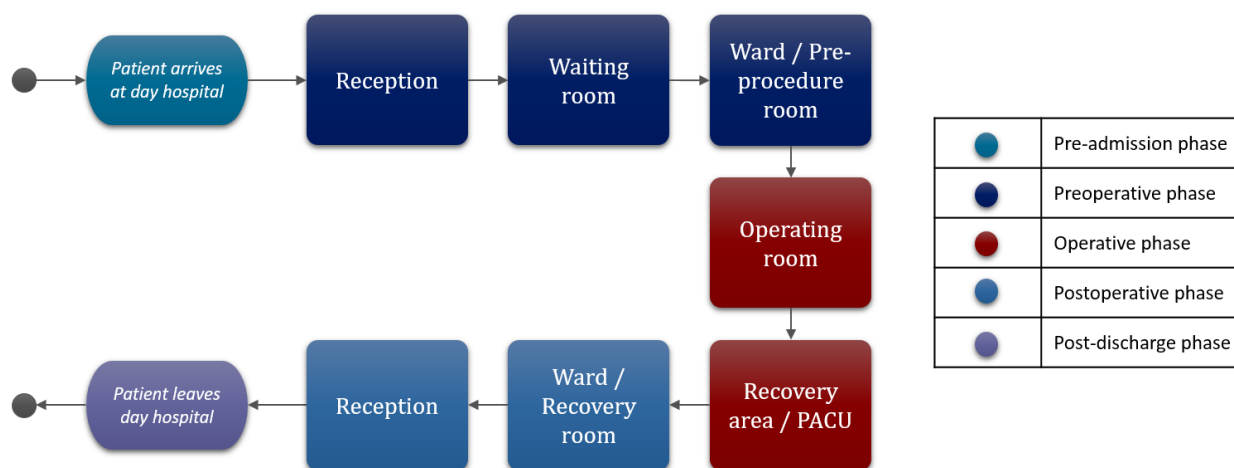 Patient arrives
at day hospital
Reception
Waiting
room
Ward / Pre-
procedure
room
Operating
room
Recovery
area / PACU
Ward /
Recovery
room
Reception
Patient leaves
day hospital
Pre-admission phase
Preoperative phase
Operative phase
Postoperative phase
Post-discharge phase